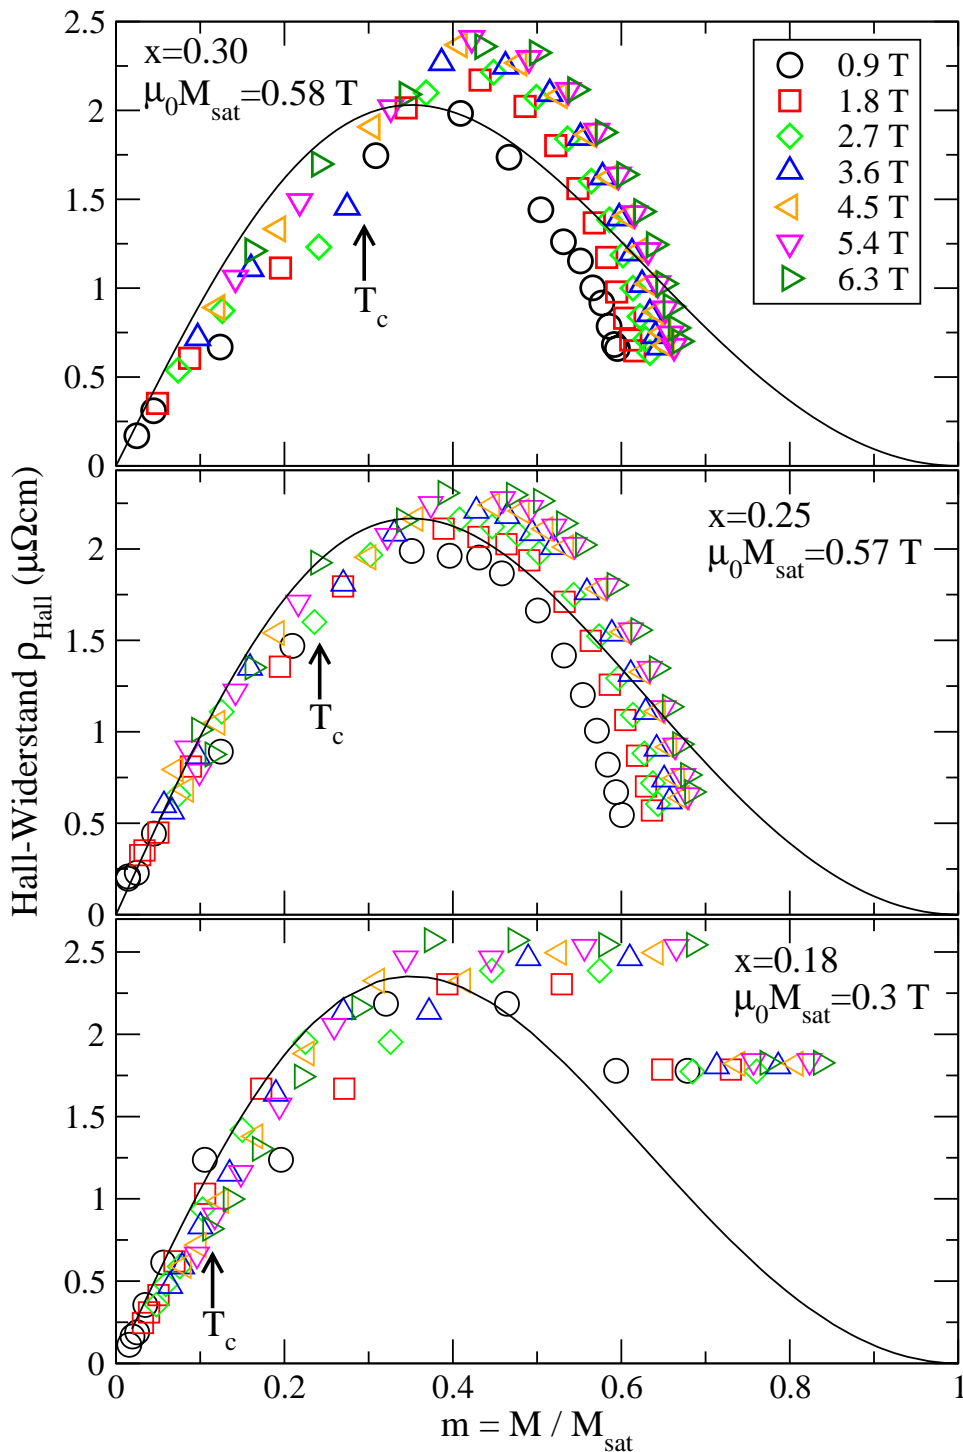 2.5
x=0.30
μ0Msat=0.58 T
0.9 T
1.8 T
2.7 T
3.6 T
4.5 T
5.4 T
6.3 T
2
1.5
Tc
1
0.5
0
Hall-Widerstand ρHall (μΩcm)
x=0.25
μ0Msat=0.57 T
2
1.5
Tc
1
0.5
0
2.5
x=0.18
μ0Msat=0.3 T
2
1.5
1
0.5
Tc
0
0 0.2 0.4 0.6 0.8 1
m = M / Msat